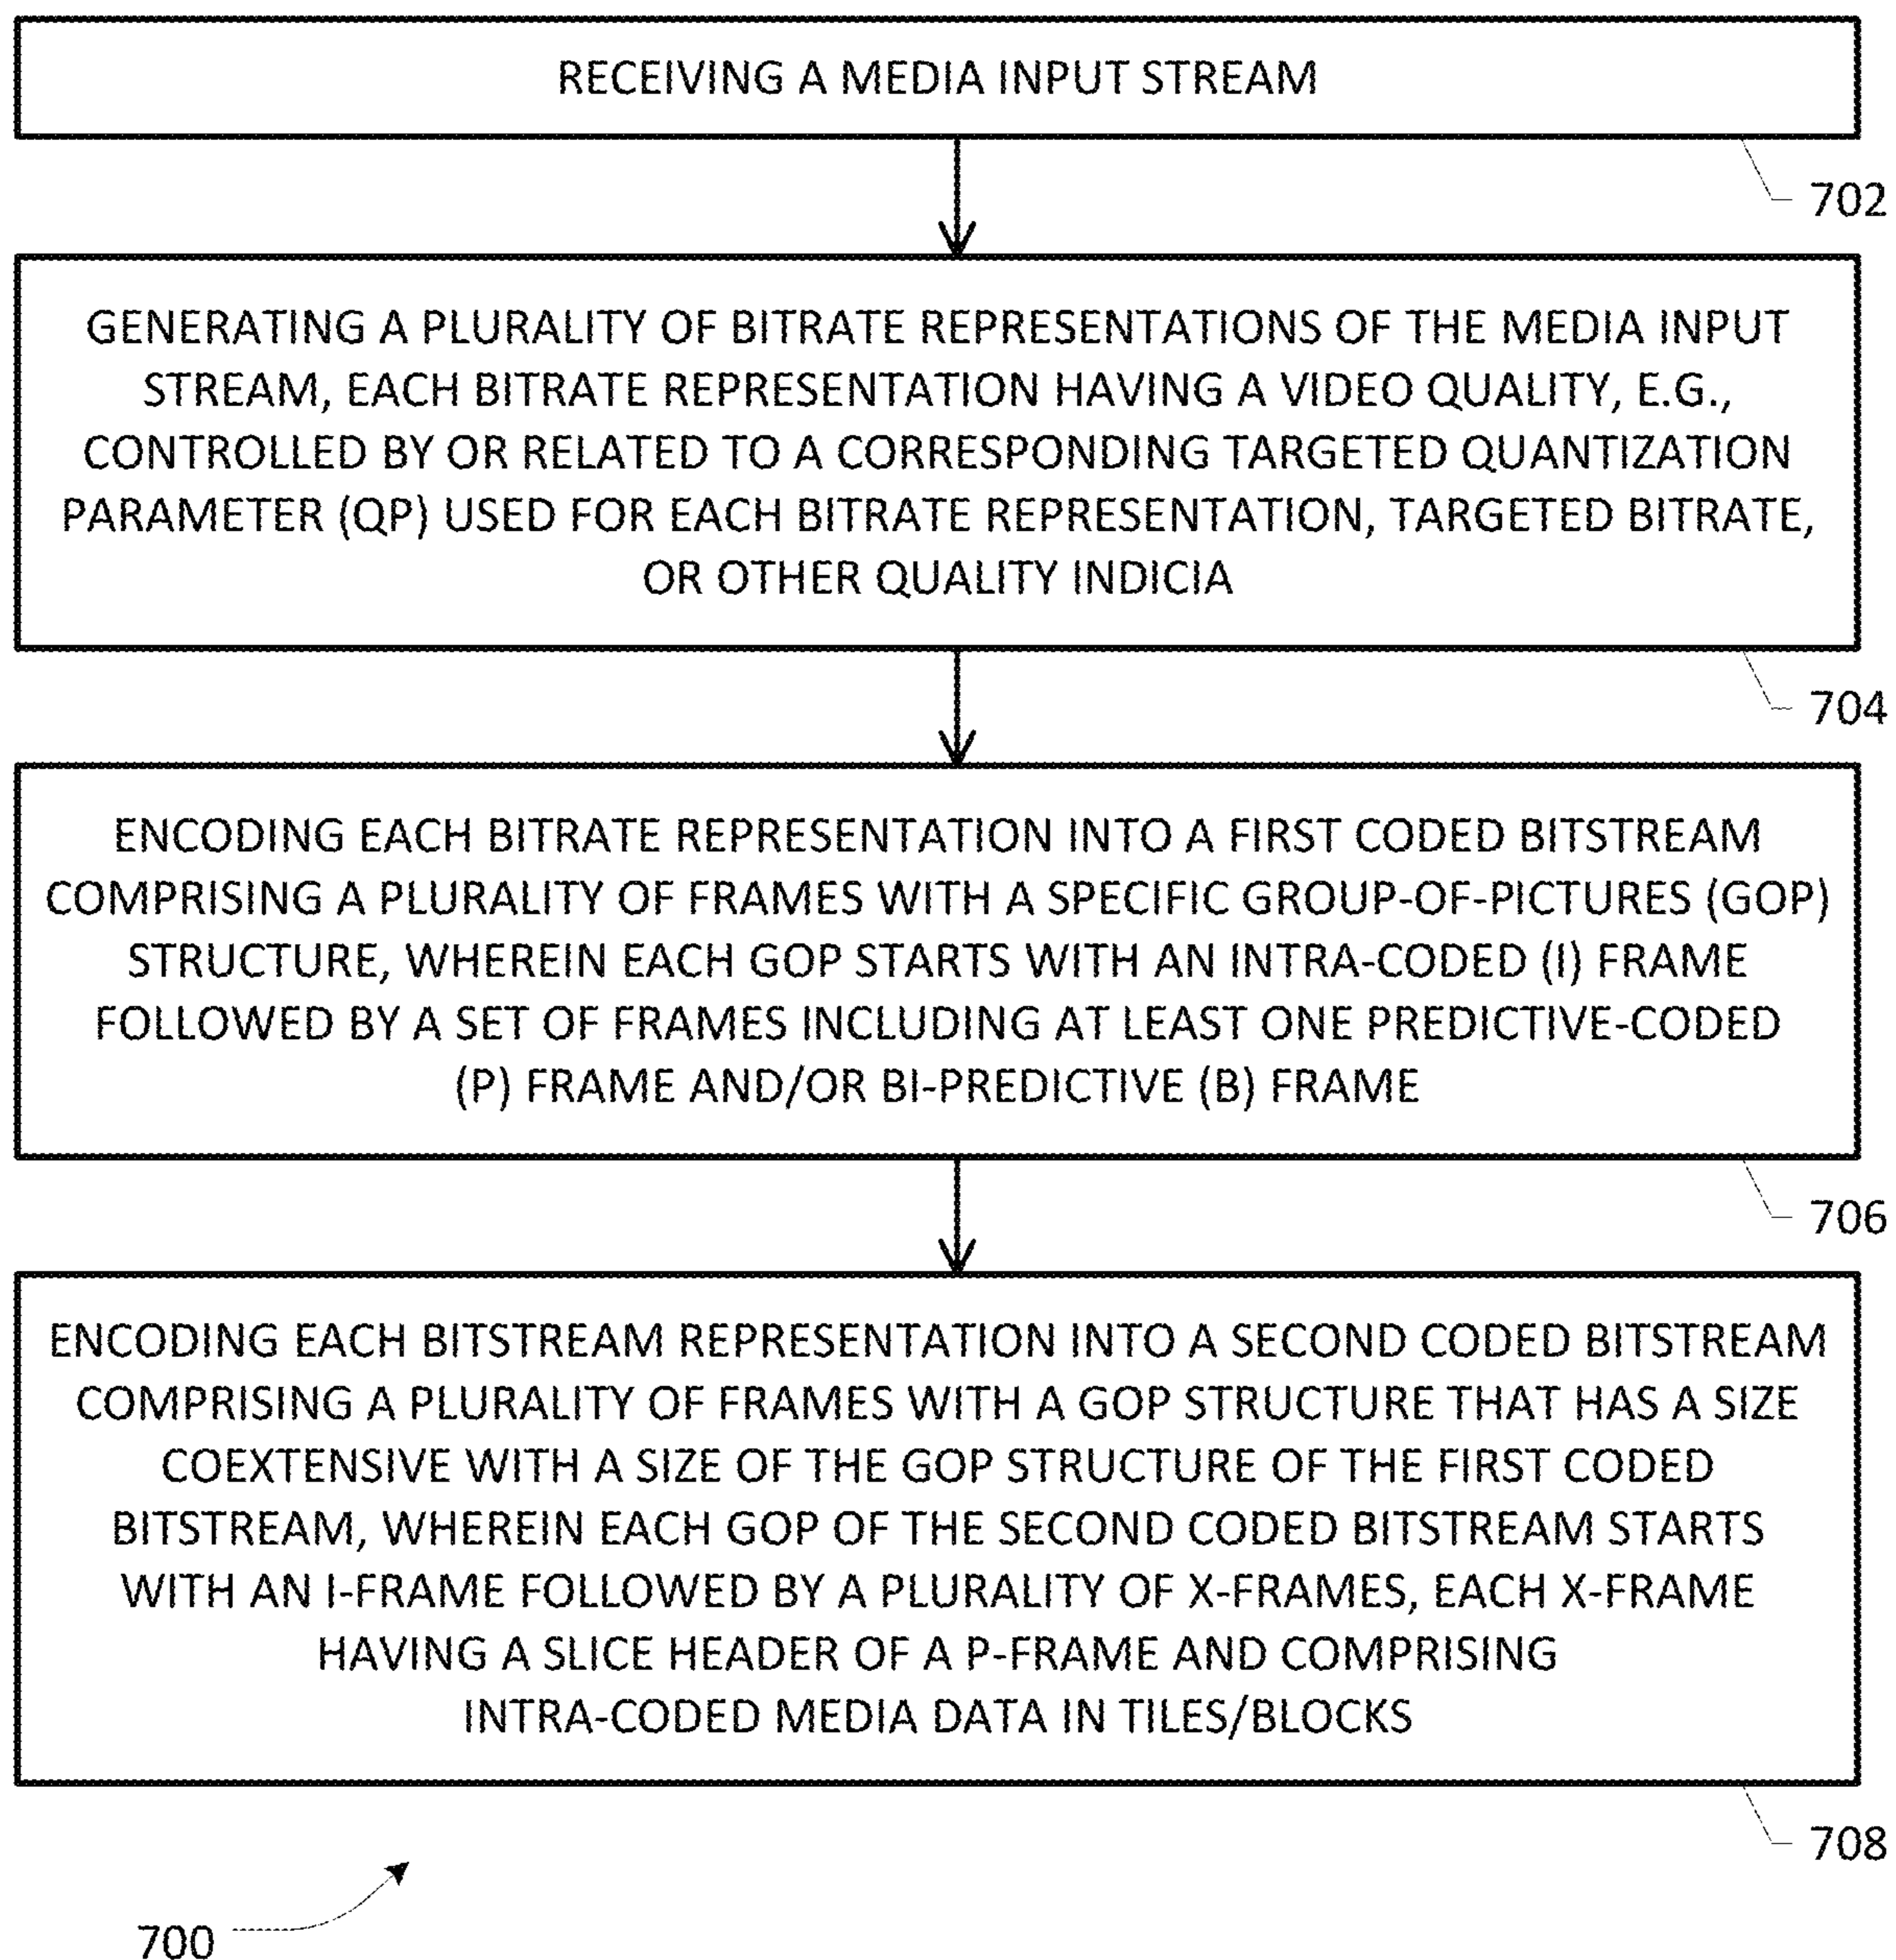 RECEIVING A MEDIA INPUT STREAM
702
GENERATING A PLURALITY OF BITRATE REPRESENTATIONS OF THE MEDIA INPUT
STREAM, EACH BITRATE REPRESENTATION HAVING A VIDEO QUALITY, E.G.,
CONTROLLED BY OR RELATED TO A CORRESPONDING TARGETED QUANTIZATION
PARAMETER (QP) USED FOR EACH BITRATE REPRESENTATION, TARGETED BITRATE,
OR OTHER QUALITY INDICIA
704
ENCODING EACH BITRATE REPRESENTATION INTO A FIRST CODED BITSTREAM
COMPRISING A PLURALITY OF FRAMES WITH A SPECIFIC GROUP-OF-PICTURES (GOP)
STRUCTURE, WHEREIN EACH GOP STARTS WITH AN INTRA-CODED (I) FRAME
FOLLOWED BY A SET OF FRAMES INCLUDING AT LEAST ONE PREDICTIVE-CODED
(P) FRAME AND/OR BI-PREDICTIVE (B) FRAME
706
ENCODING EACH BITSTREAM REPRESENTATION INTO A SECOND CODED BITSTREAM
COMPRISING A PLURALITY OF FRAMES WITH A GOP STRUCTURE THAT HAS A SIZE
COEXTENSIVE WITH A SIZE OF THE GOP STRUCTURE OF THE FIRST CODED
BITSTREAM, WHEREIN EACH GOP OF THE SECOND CODED BITSTREAM STARTS
WITH AN I-FRAME FOLLOWED BY A PLURALITY OF X-FRAMES, EACH X-FRAME
HAVING A SLICE HEADER OF A P-FRAME AND COMPRISING
INTRA-CODED MEDIA DATA IN TILES/BLOCKS
708
700